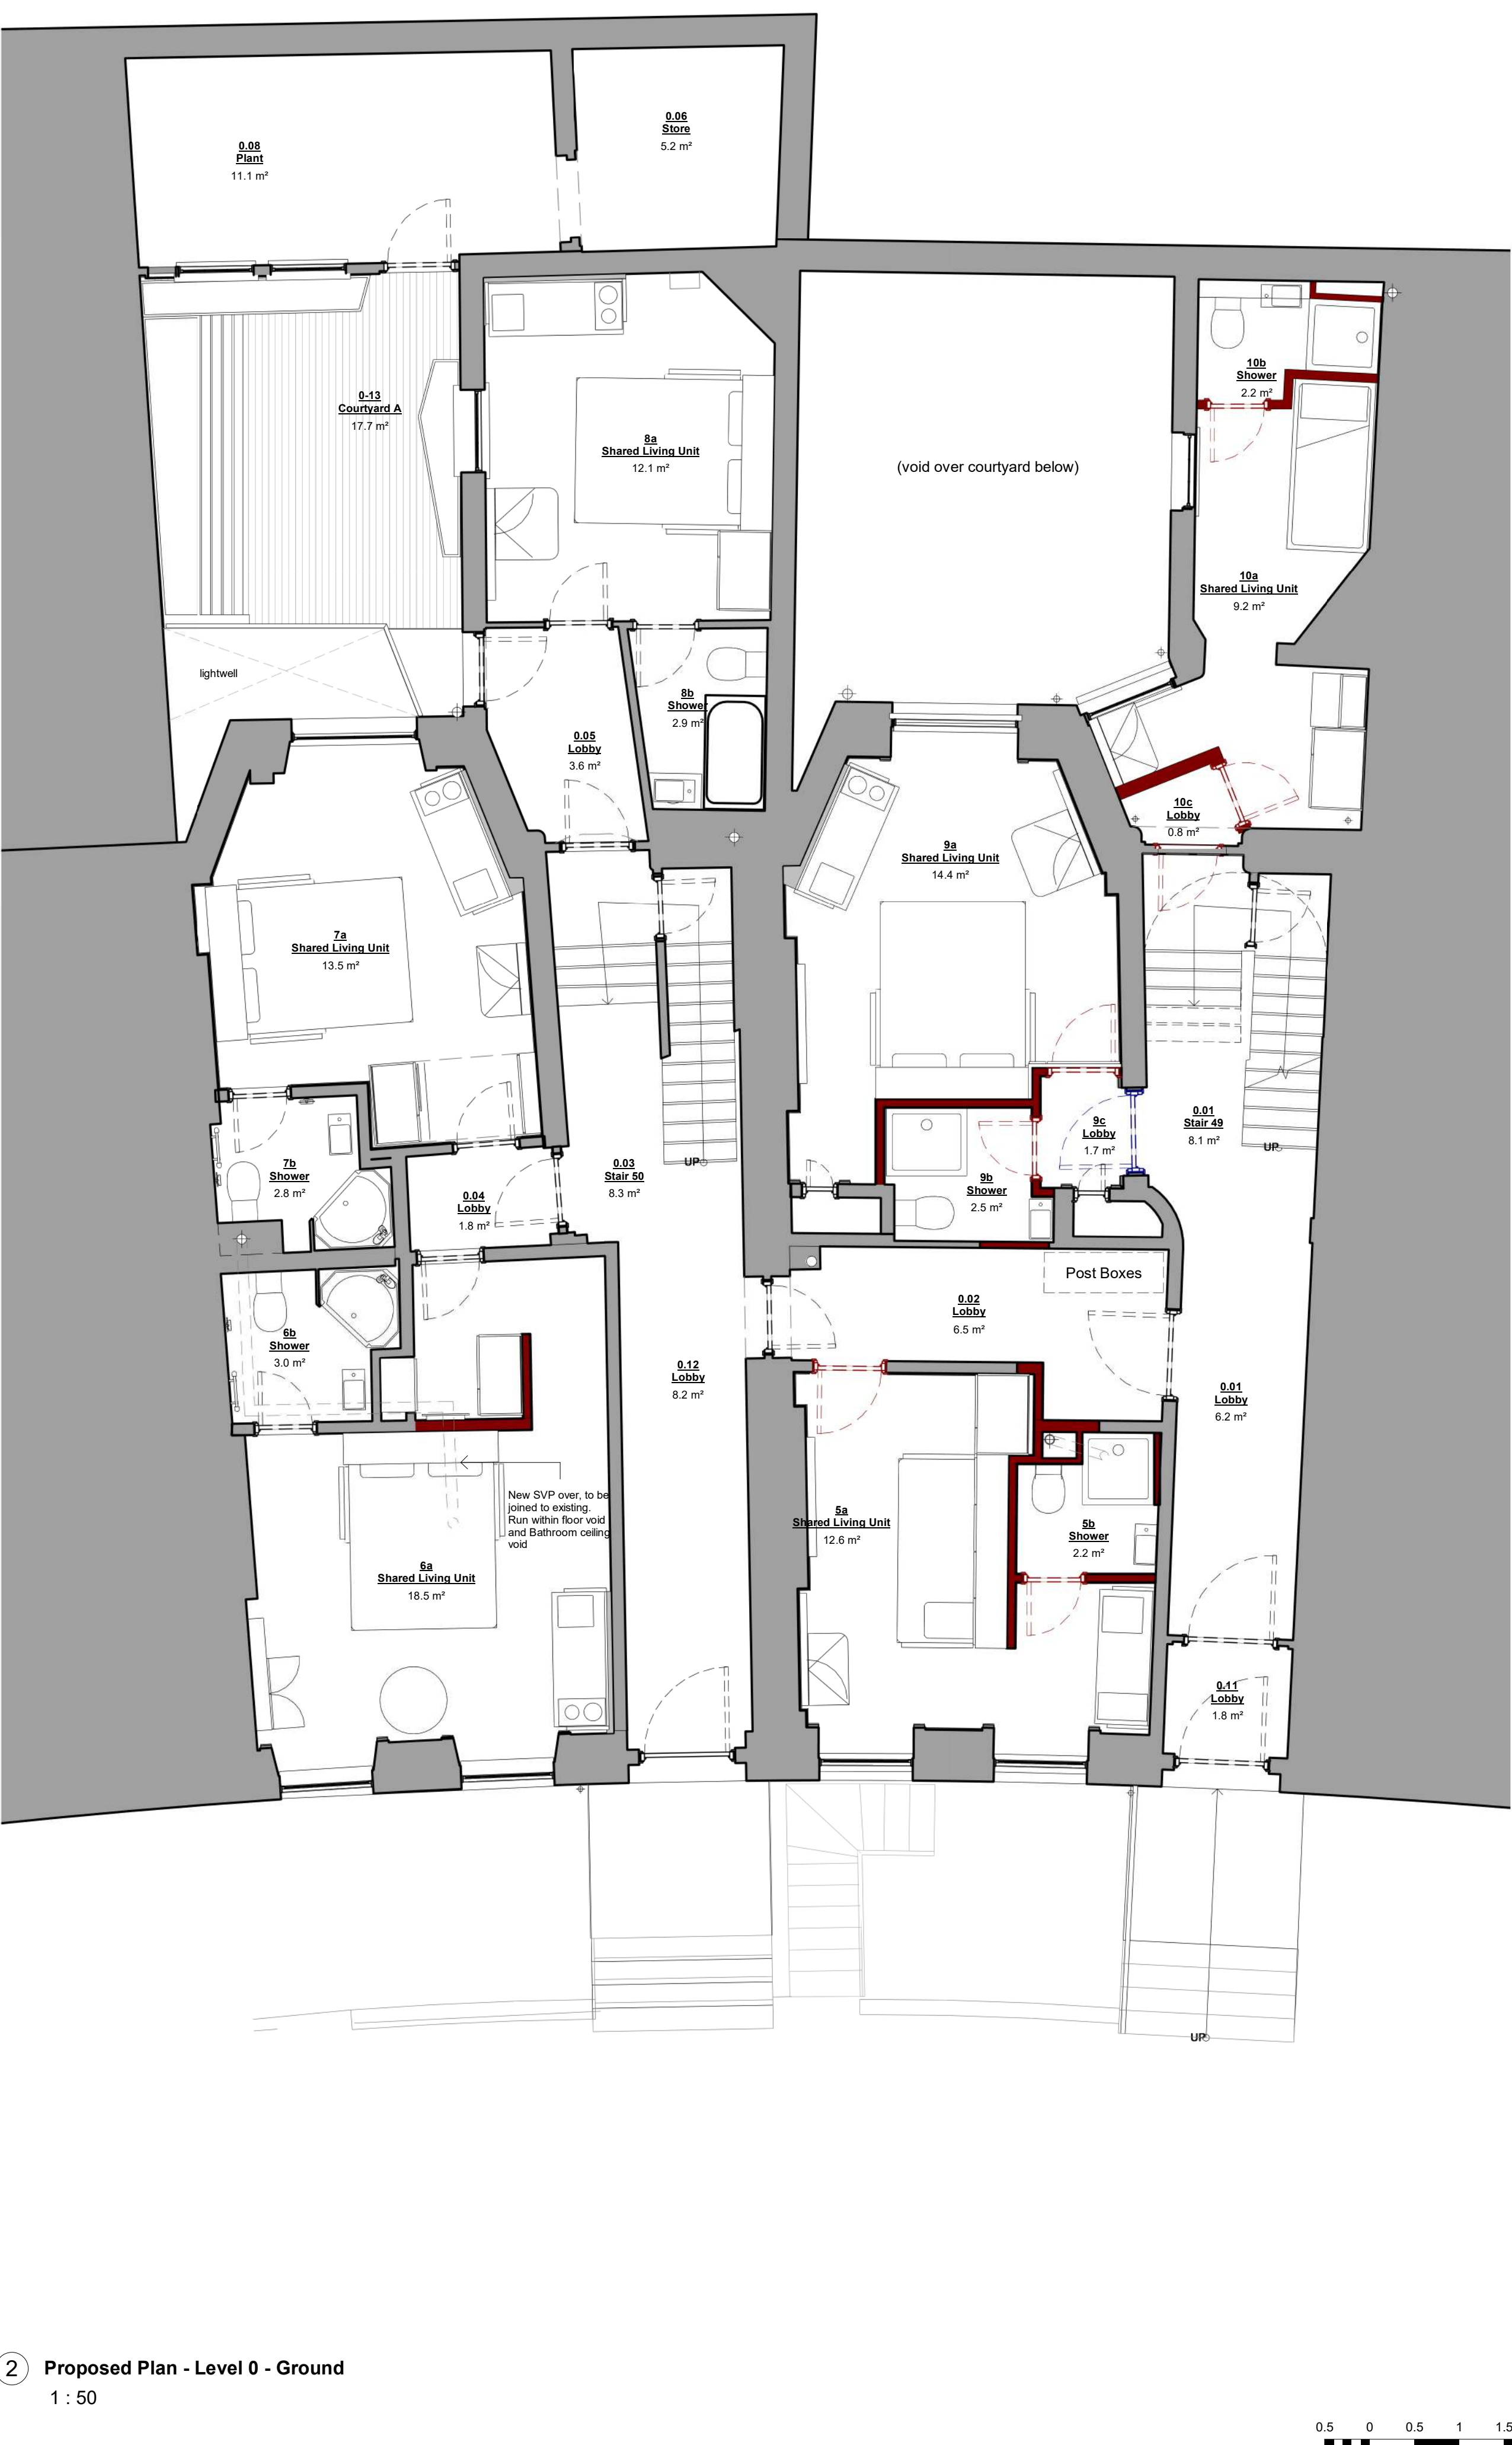 0.08
Plant
11.1 m²
0.06
Store
5.2 m²
0-13
Courtyard A
17.7 m²
8a
Shared Living Unit
12.1 m²
(void over courtyard below)
10b
Shower
2.2 m²
10a
Shared Living Unit
9.2 m²
lightwell
8b
Shower
2.9 m²
0.05
Lobby
3.6 m²
10c
Lobby
0.8 m²
9a
Shared Living Unit
14.4 m²
7a
Shared Living Unit
13.5 m²
7b
Shower
2.8 m²
0.04
Lobby
1.8 m²
0.03
Stair 50
8.3 m²
UP
9c
Lobby
1.7 m²
9b
Shower
2.5 m²
0.01
Stair 49
8.1 m²
UP
Post Boxes
0.02
Lobby
6.5 m²
6b
Shower
3.0 m²
0.12
Lobby
8.2 m²
0.01
Lobby
6.2 m²
New SVP over, to be
joined to existing.
Run within floor void
and Bathroom ceiling
void
5a
Shared Living Unit
12.6 m²
5b
Shower
2.2 m²
6a
Shared Living Unit
18.5 m²
0.11
Lobby
1.8 m²
UP
2
Proposed Plan - Level 0 - Ground
1 : 50
0.5 0 0.5 1 1.5